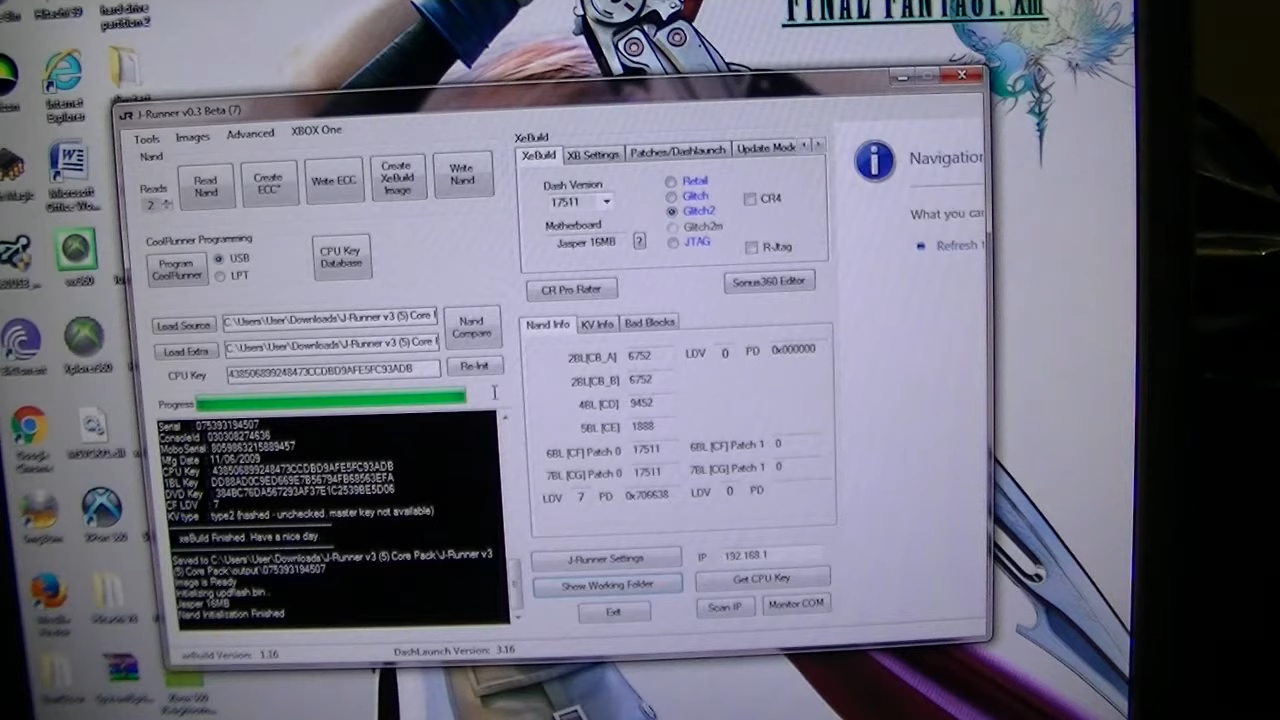 hard drive
partition 2
FINAL FANTASY XIII
Internet
Explorer
Microsoft
Office Wo...
Google
Chrome
J-Runner v0.3 Beta (7)
Tools Images Advanced XBOX One
Nand
Reads
2
Read
Nand
Create
ECC*
Write ECC
Create
XeBuild
Image
Write
Nand
CoolRunner Programming
Program
CoolRunner
USB
LPT
CPU Key
Database
Load Source
C:\Users\User\Downloads\J-Runner v3 (5) Core
Load Extra
C:\Users\User\Downloads\J-Runner v3 (5) Core
Nand
Compare
CPU Key
438506899248473CCDBD9AFE5FC93ADB
Re-Init
Progress
Serial : 075393194507
ConsoleId : 030308274636
MoboSerial: 8059863215889457
Mfg Date : 11/06/2009
CPU Key : 438506899248473CCDBD9AFE5FC93ADB
1BL Key : DD88AD0C9ED669E7B56794FB68563EFA
DVD Key : 384BC76DA567293AF37E1C2539BE5D06
CF LDV : 7
KV type : type2 (hashed - unchecked, master key not available)
xeBuild Finished. Have a nice day.
Saved to C:\Users\User\Downloads\J-Runner v3 (5) Core Pack\J-Runner v3
(5) Core Pack\output\075393194507
Image is Ready
Initializing updflash.bin..
Jasper 16MB
Nand Initialization Finished
xeBuild Version: 1.16
DashLaunch Version: 3.16
XeBuild
XeBuild XB Settings Patches/Dashlaunch Update Mode
Dash Version
17511
Motherboard
Jasper 16MB
?
Retail
Glitch
Glitch2
Glitch2m
JTAG
CR4
R-Jtag
CR Pro Rater
Sonus360 Editor
Nand Info KV Info Bad Blocks
2BL[CB_A] 6752 LDV 0 PD 0x000000
2BL[CB_B] 6752
4BL [CD] 9452
5BL [CE] 1888
6BL [CF] Patch 0 17511 6BL [CF] Patch 1 0
7BL [CG] Patch 0 17511 7BL [CG] Patch 1 0
LDV 7 PD 0x706638 LDV 0 PD
J-Runner Settings
IP 192.168.1
Show Working Folder
Get CPU Key
Exit
Scan IP
Monitor COM
Navigation
What you can
Refresh